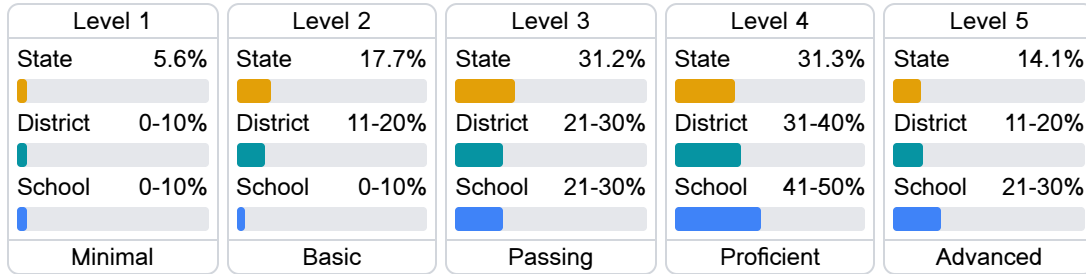 Level 1
State 5.6%
District 0-10%
School 0-10%
Minimal
Level 2
State 17.7%
District 11-20%
School 0-10%
Basic
Level 3
State 31.2%
District 21-30%
School 21-30%
Passing
Level 4
State 31.3%
District 31-40%
School 41-50%
Proficient
Level 5
State 14.1%
District 11-20%
School 21-30%
Advanced